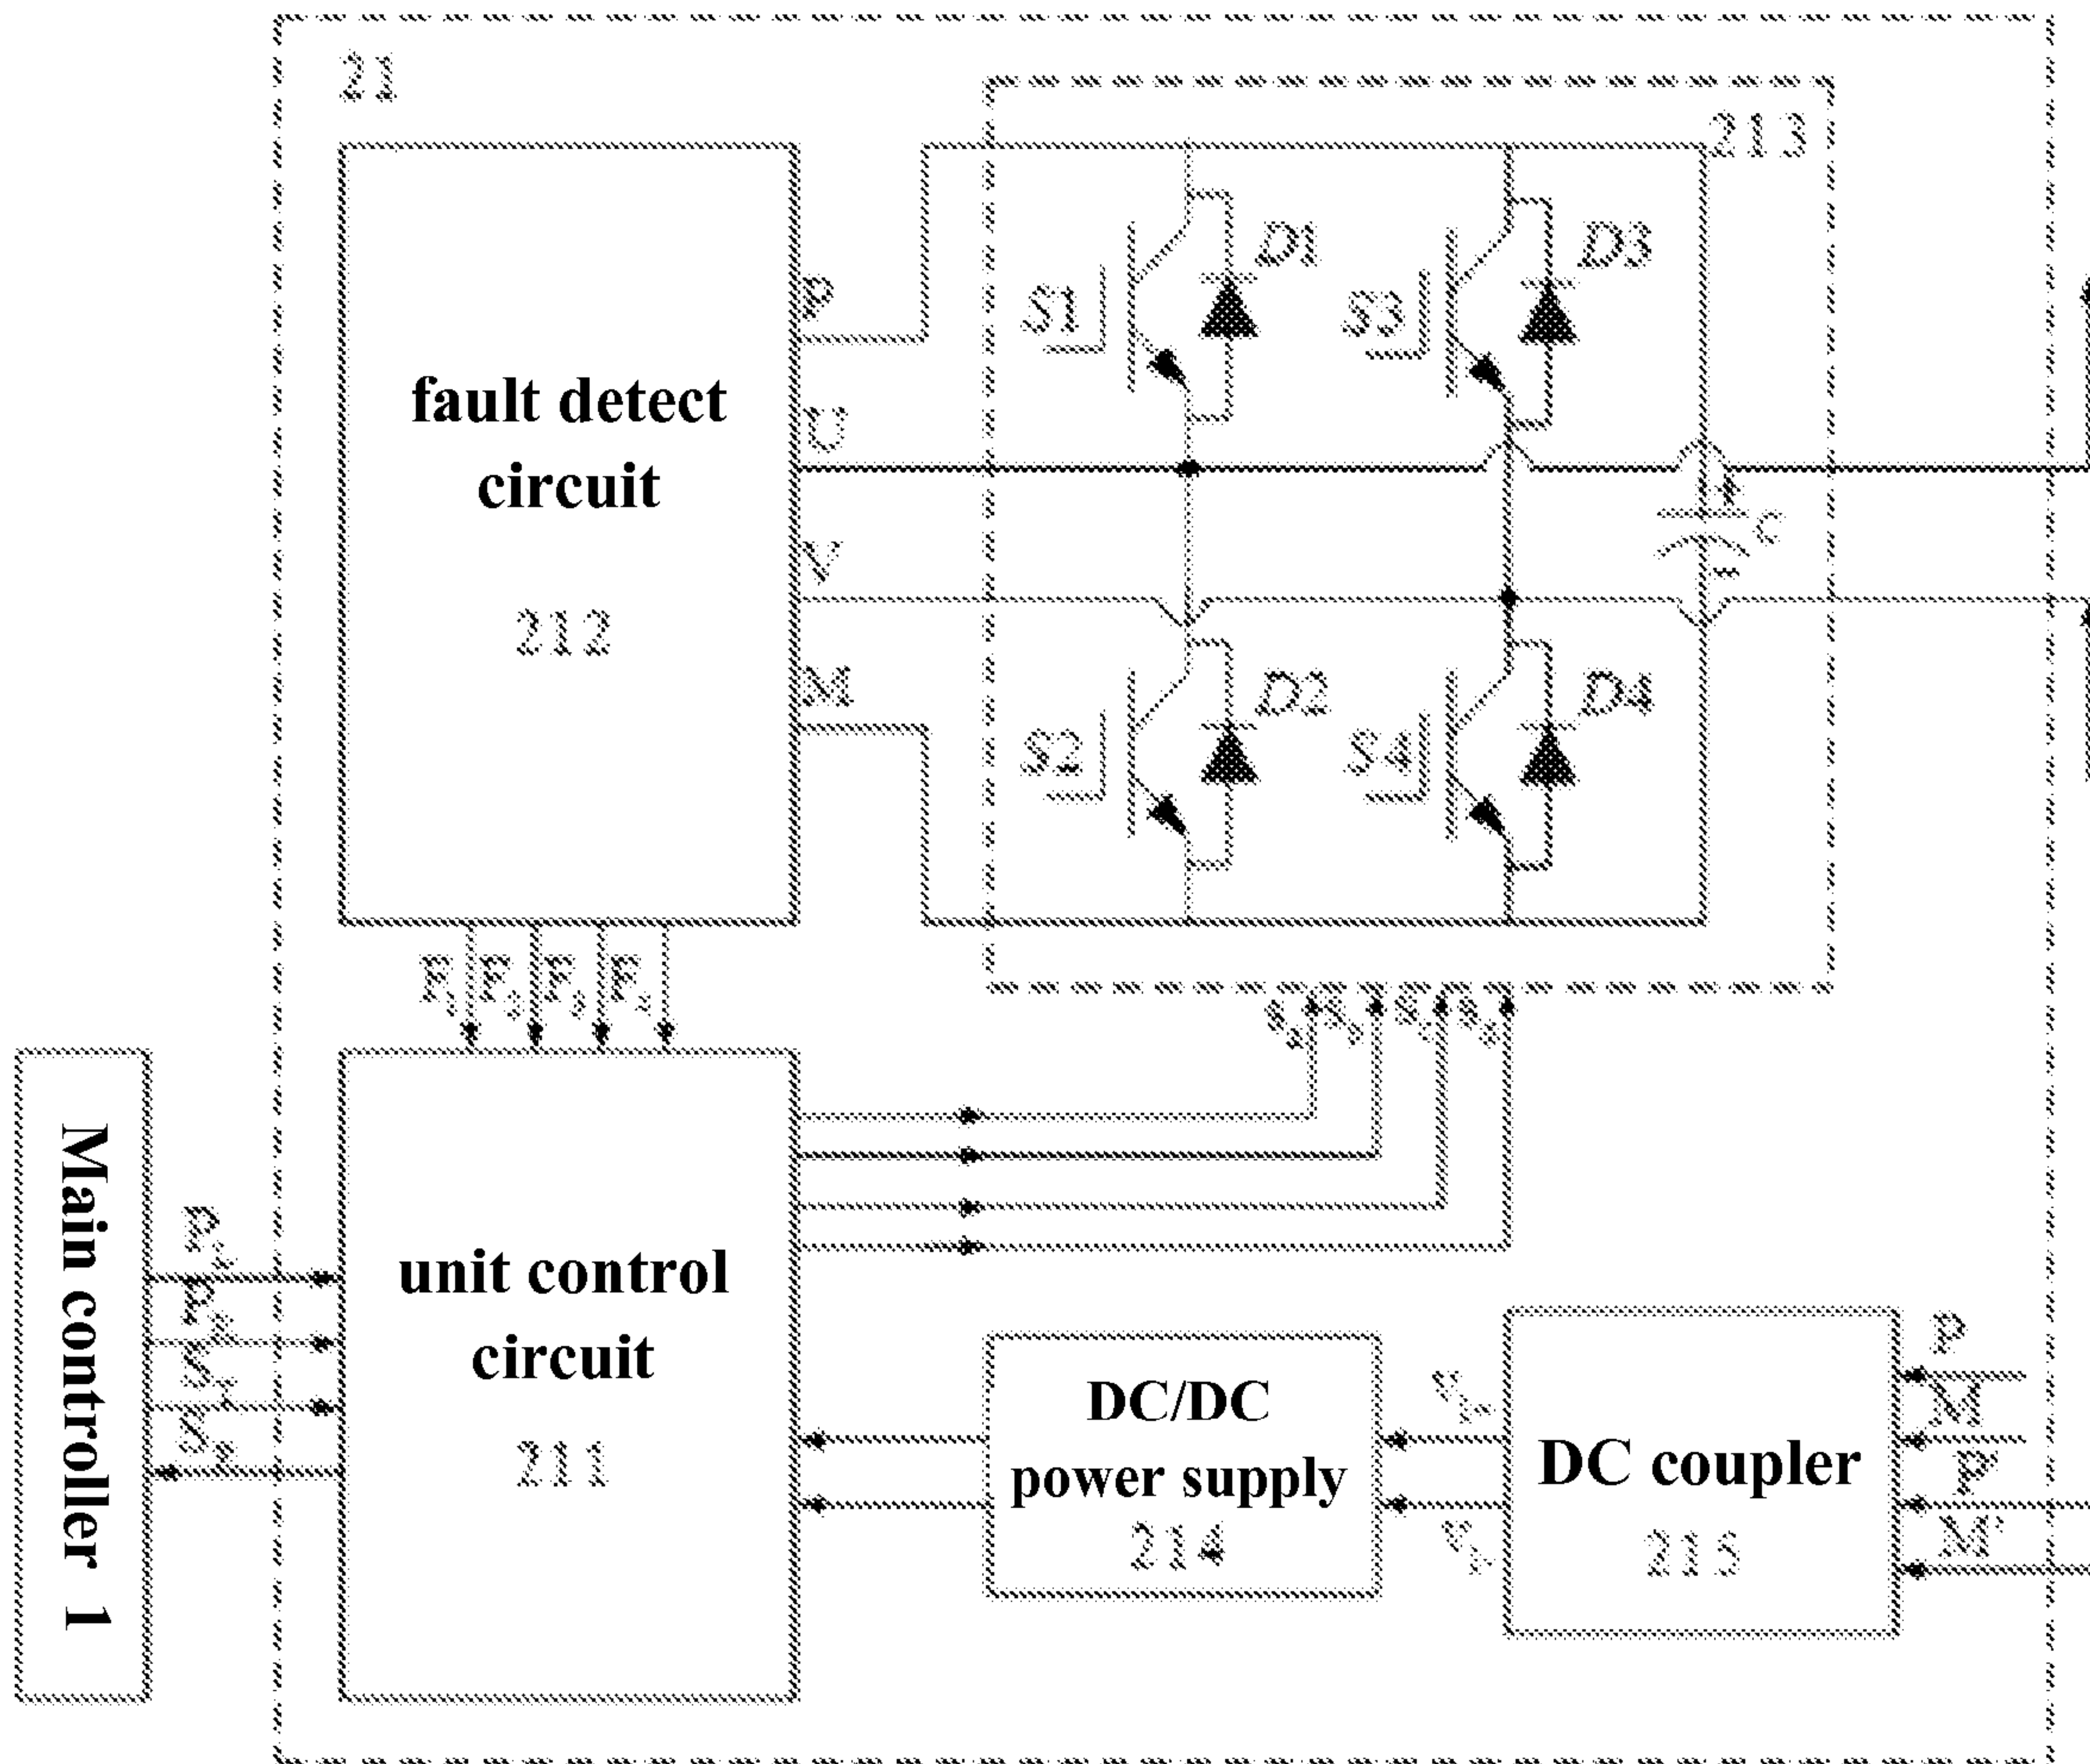 21
213
D1
D3
S1
S3
P
fault detect
circuit
212
U
V
M
C
D2
D4
S2
S4
F1 F2 F3 F4
Main controller 1
unit control
circuit
211
DC/DC
power supply
214
DC coupler
215
P
M
P'
M'